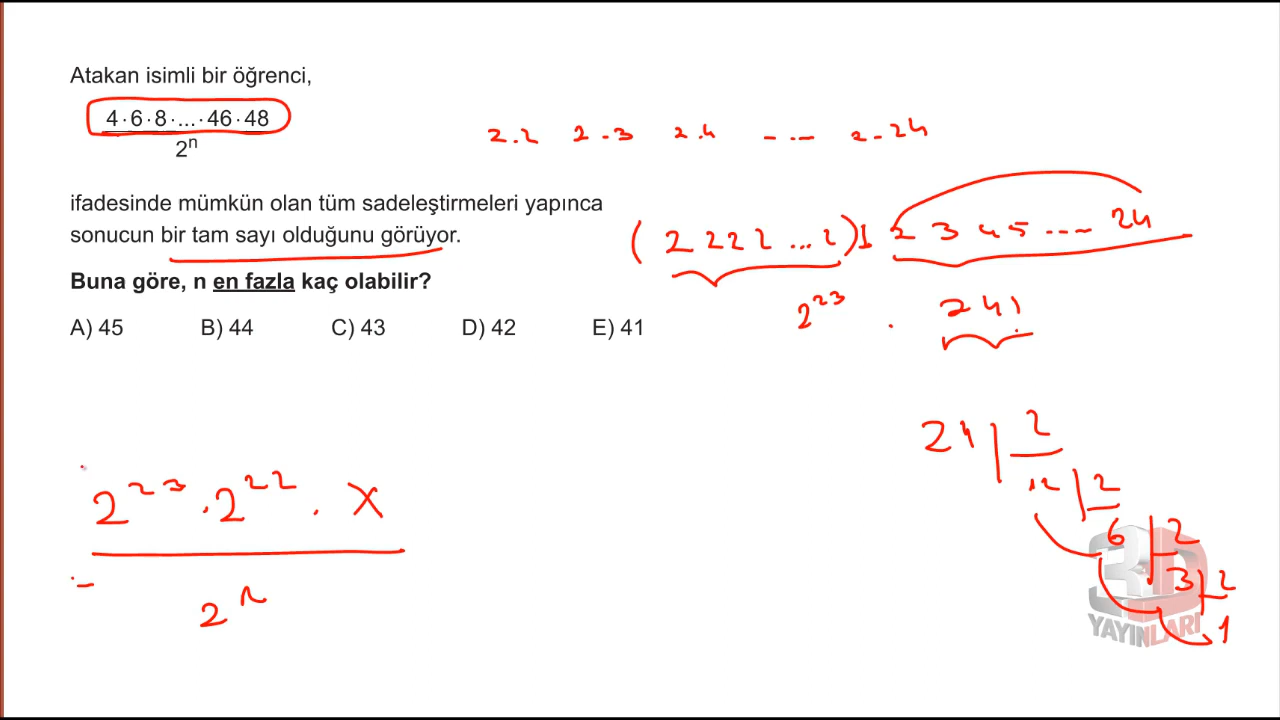 Atakan isimli bir öğrenci,
4·6·8·...·46·48
2ⁿ
2.2 2.3 2.4 ..... 2.24
ifadesinde mümkün olan tüm sadeleştirmeleri yapınca
sonucun bir tam sayı olduğunu görüyor.
(2 2 2 2 ... 2) 1 2 3 4 5 .... 24
Buna göre, n en fazla kaç olabilir?
2²³ . 24!
A) 45 B) 44 C) 43 D) 42 E) 41
24 | 2
12 | 2
6 | 2
3 | 2
1
2²³ . 2²² . X
2ⁿ
3D
YAYINLARI